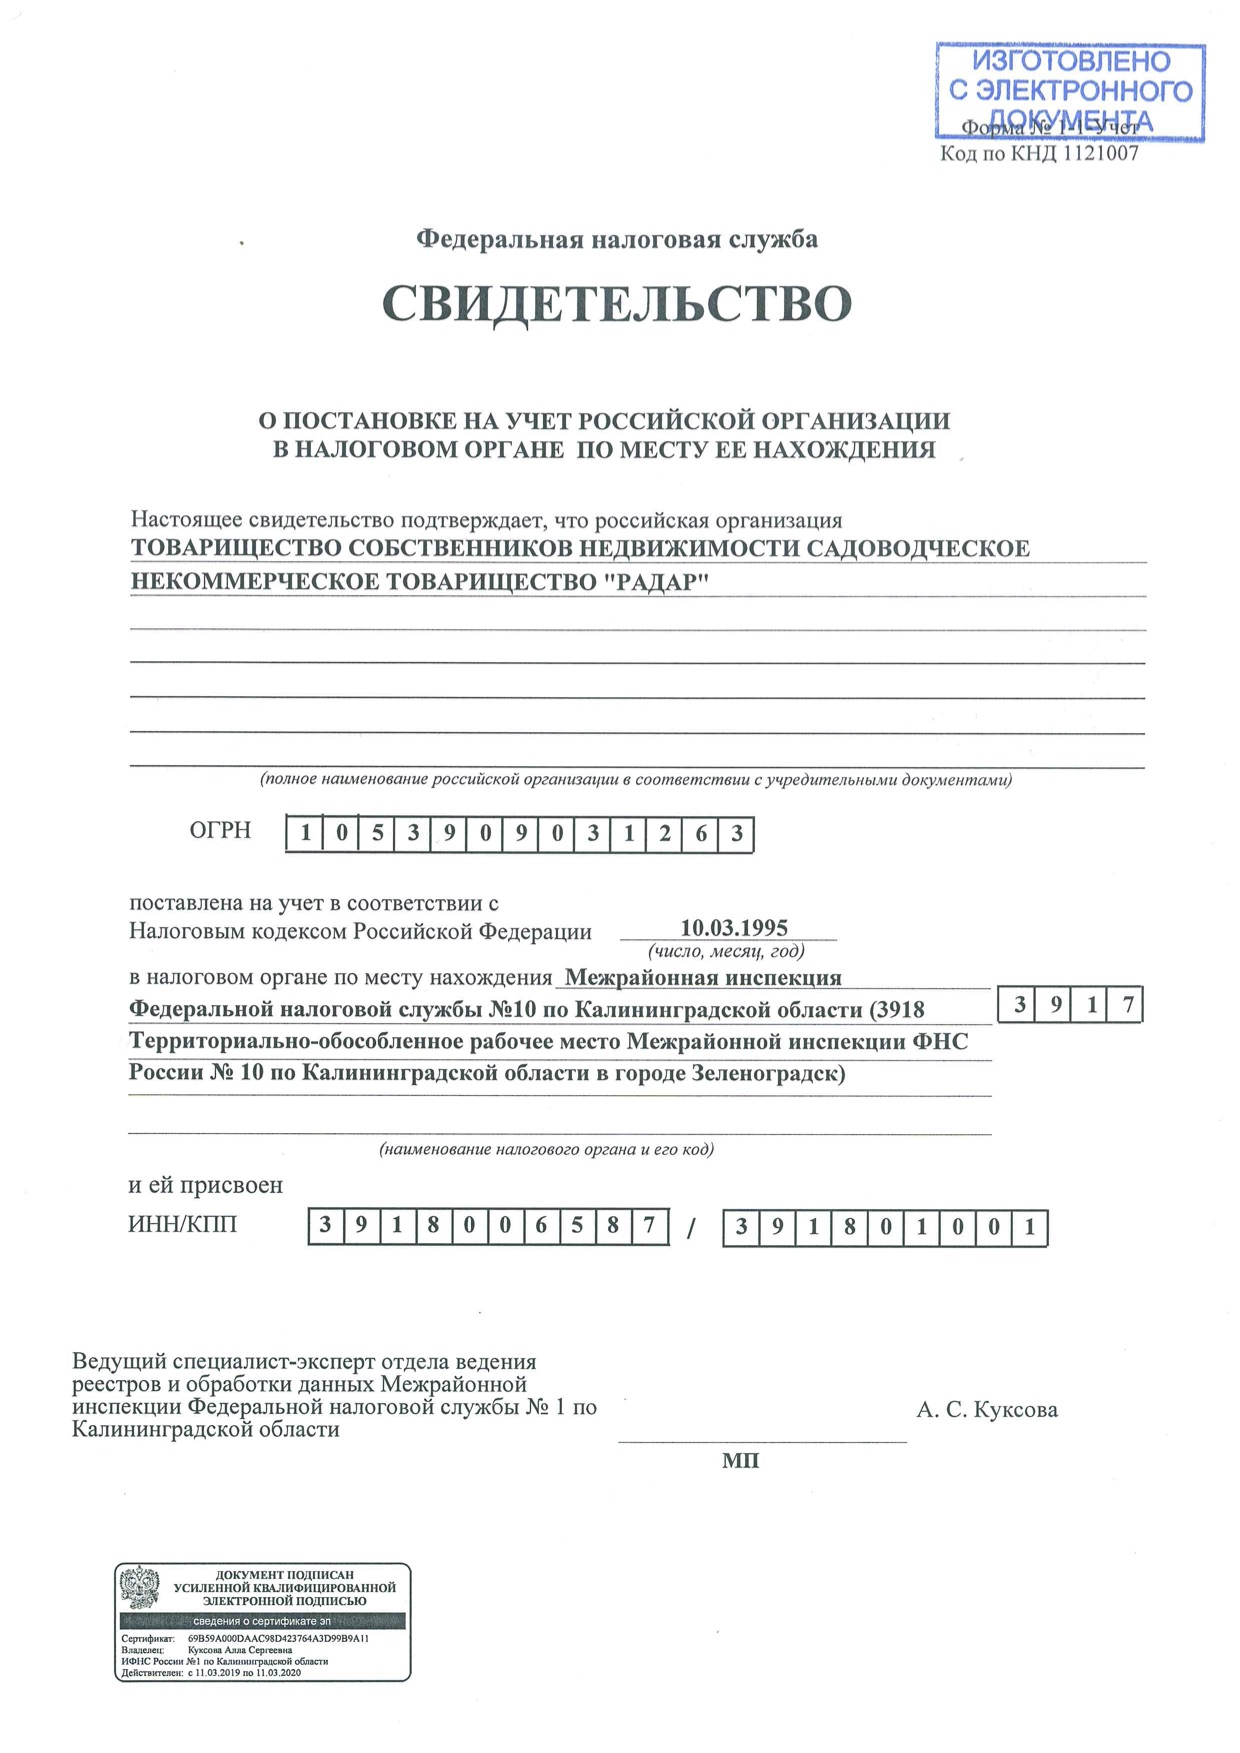 ИЗГОТОВЛЕНО
С ЭЛЕКТРОННОГО
ДОКУМЕНТА
Форма № 1-1-Учет
Код по КНД 1121007
Федеральная налоговая служба
СВИДЕТЕЛЬСТВО
О ПОСТАНОВКЕ НА УЧЕТ РОССИЙСКОЙ ОРГАНИЗАЦИИ
В НАЛОГОВОМ ОРГАНЕ ПО МЕСТУ ЕЕ НАХОЖДЕНИЯ
Настоящее свидетельство подтверждает, что российская организация
ТОВАРИЩЕСТВО СОБСТВЕННИКОВ НЕДВИЖИМОСТИ САДОВОДЧЕСКОЕ
НЕКОММЕРЧЕСКОЕ ТОВАРИЩЕСТВО "РАДАР"
(полное наименование российской организации в соответствии с учредительными документами)
ОГРН 1 0 5 3 9 0 9 0 3 1 2 6 3
поставлена на учет в соответствии с
Налоговым кодексом Российской Федерации 10.03.1995
(число, месяц, год)
в налоговом органе по месту нахождения Межрайонная инспекция
Федеральной налоговой службы №10 по Калининградской области (3918 3 9 1 7
Территориально-обособленное рабочее место Межрайонной инспекции ФНС
России № 10 по Калининградской области в городе Зеленоградск)
(наименование налогового органа и его код)
и ей присвоен
ИНН/КПП 3 9 1 8 0 0 6 5 8 7 / 3 9 1 8 0 1 0 0 1
Ведущий специалист-эксперт отдела ведения
реестров и обработки данных Межрайонной
инспекции Федеральной налоговой службы № 1 по
Калининградской области
А. С. Куксова
МП
ДОКУМЕНТ ПОДПИСАН
УСИЛЕННОЙ КВАЛИФИЦИРОВАННОЙ
ЭЛЕКТРОННОЙ ПОДПИСЬЮ
сведения о сертификате эп
Сертификат: 69B59A000DAAC98D423764A3D99B9A11
Владелец: Куксова Алла Сергеевна
ИФНС России №1 по Калининградской области
Действителен: с 11.03.2019 по 11.03.2020